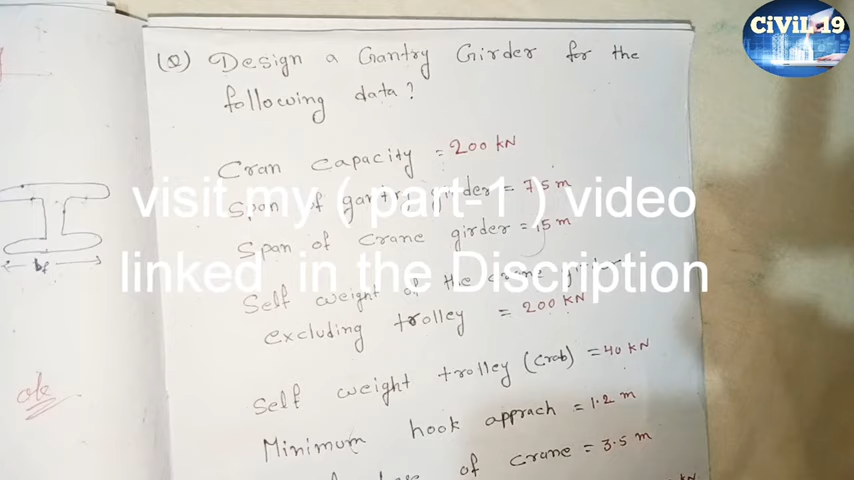 CiViL 19
(Q) Design a Gantry Girder for the
following data?
Cran capacity = 200 kN
Span of gantry girder = 7.5 m
visit my ( part-1 ) video
Span of crane girder = 15 m
linked in the Discription
Self weight of the crane girder
excluding trolley = 200 kN
Self weight trolley (crab) = 40 kN
Minimum hook apprach = 1.2 m
of crane = 3.5 m
kN
bf
ok